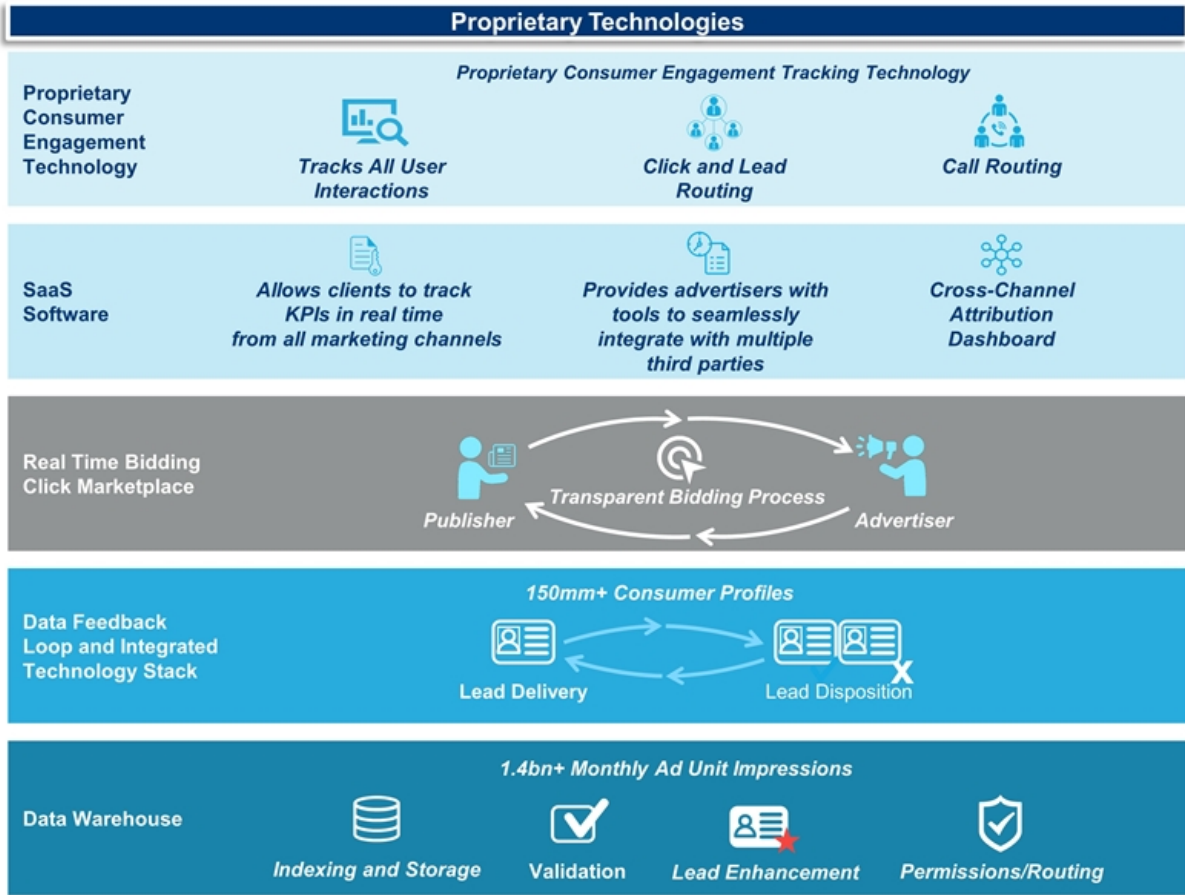 Proprietary Technologies
Proprietary
Consumer
Engagement
Technology
Proprietary Consumer Engagement Tracking Technology
Tracks All User
Interactions
Click and Lead
Routing
Call Routing
SaaS
Software
Allows clients to track
KPIs in real time
from all marketing channels
Provides advertisers with
tools to seamlessly
integrate with multiple
third parties
Cross-Channel
Attribution
Dashboard
Real Time Bidding
Click Marketplace
Publisher
Transparent Bidding Process
Advertiser
Data Feedback
Loop and Integrated
Technology Stack
150mm+ Consumer Profiles
Lead Delivery
Lead Disposition
Data Warehouse
1.4bn+ Monthly Ad Unit Impressions
Indexing and Storage
Validation
Lead Enhancement
Permissions/Routing